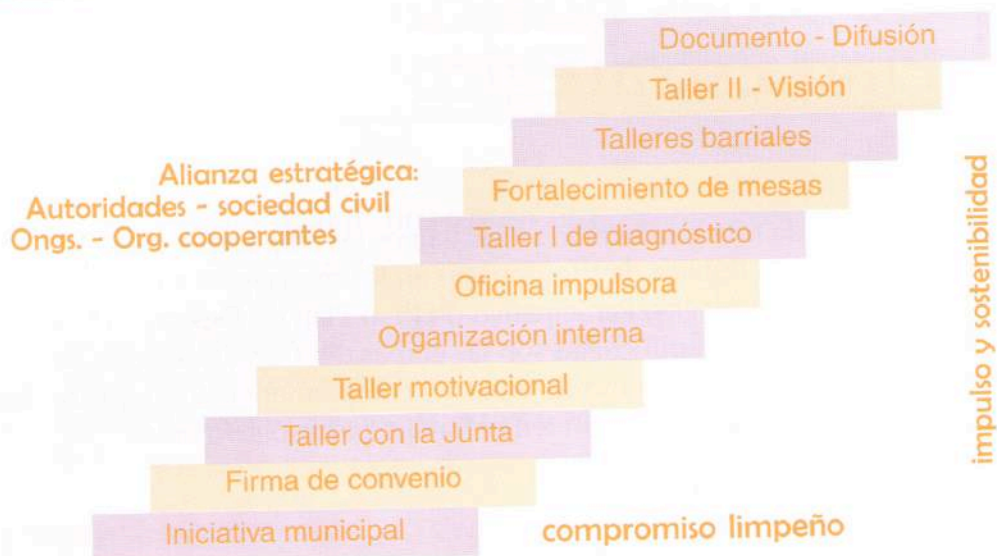 Documento - Difusión
Taller II - Visión
Talleres barriales
Alianza estratégica:
Autoridades - sociedad civil
Ongs. - Org. cooperantes
Fortalecimiento de mesas
Taller I de diagnóstico
Oficina impulsora
Organización interna
Taller motivacional
Taller con la Junta
Firma de convenio
Iniciativa municipal
compromiso limpeño
impulso y sostenibilidad